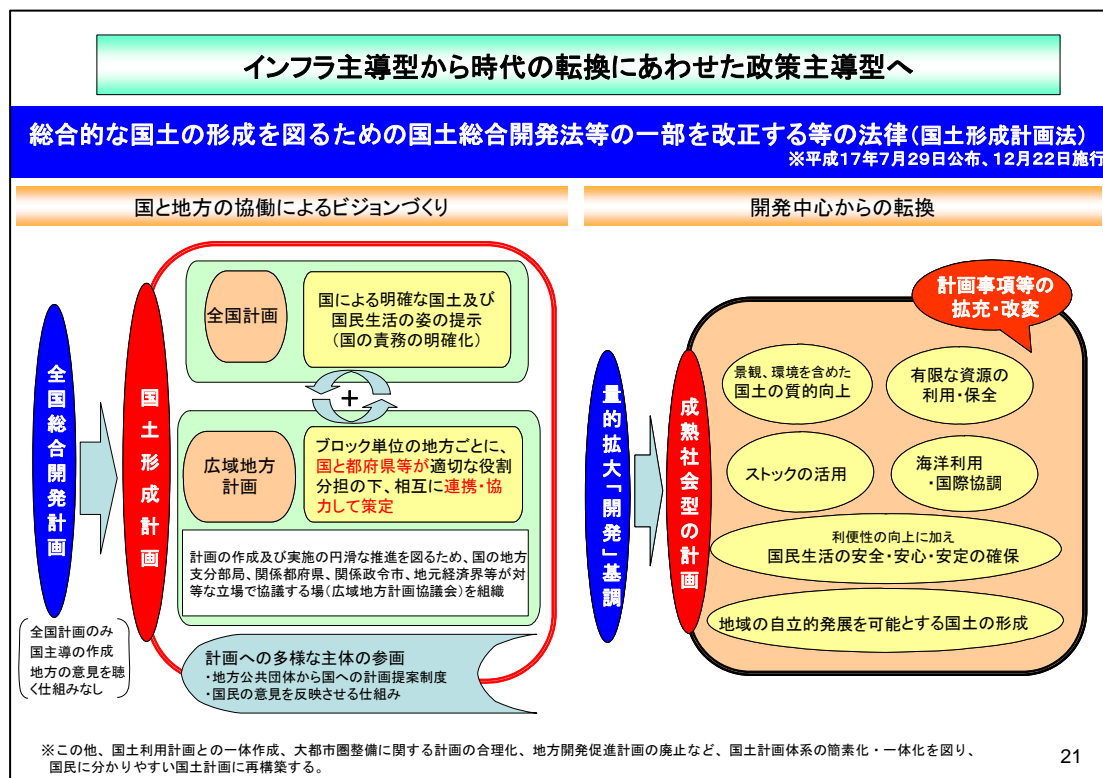 インフラ主導型から時代の転換にあわせた政策主導型へ
総合的な国土の形成を図るための国土総合開発法等の一部を改正する等の法律(国土形成計画法)
※平成17年7月29日公布、12月22日施行
国と地方の協働によるビジョンづくり
全国総合開発計画
全国計画のみ
国主導の作成
地方の意見を聴
く仕組みなし
国土形成計画
全国計画
国による明確な国土及び
国民生活の姿の提示
(国の責務の明確化)
+
広域地方
計画
ブロック単位の地方ごとに、
国と都府県等が適切な役割
分担の下、相互に連携・協
力して策定
計画の作成及び実施の円滑な推進を図るため、国の地方
支分部局、関係都府県、関係政令市、地元経済界等が対
等な立場で協議する場(広域地方計画協議会)を組織
計画への多様な主体の参画
・地方公共団体から国への計画提案制度
・国民の意見を反映させる仕組み
開発中心からの転換
量的拡大「開発」基調
成熟社会型の計画
計画事項等の
拡充・改変
景観、環境を含めた
国土の質的向上
有限な資源の
利用・保全
ストックの活用
海洋利用
・国際協調
利便性の向上に加え
国民生活の安全・安心・安定の確保
地域の自立的発展を可能とする国土の形成
※この他、国土利用計画との一体作成、大都市圏整備に関する計画の合理化、地方開発促進計画の廃止など、国土計画体系の簡素化・一体化を図り、
国民に分かりやすい国土計画に再構築する。
21